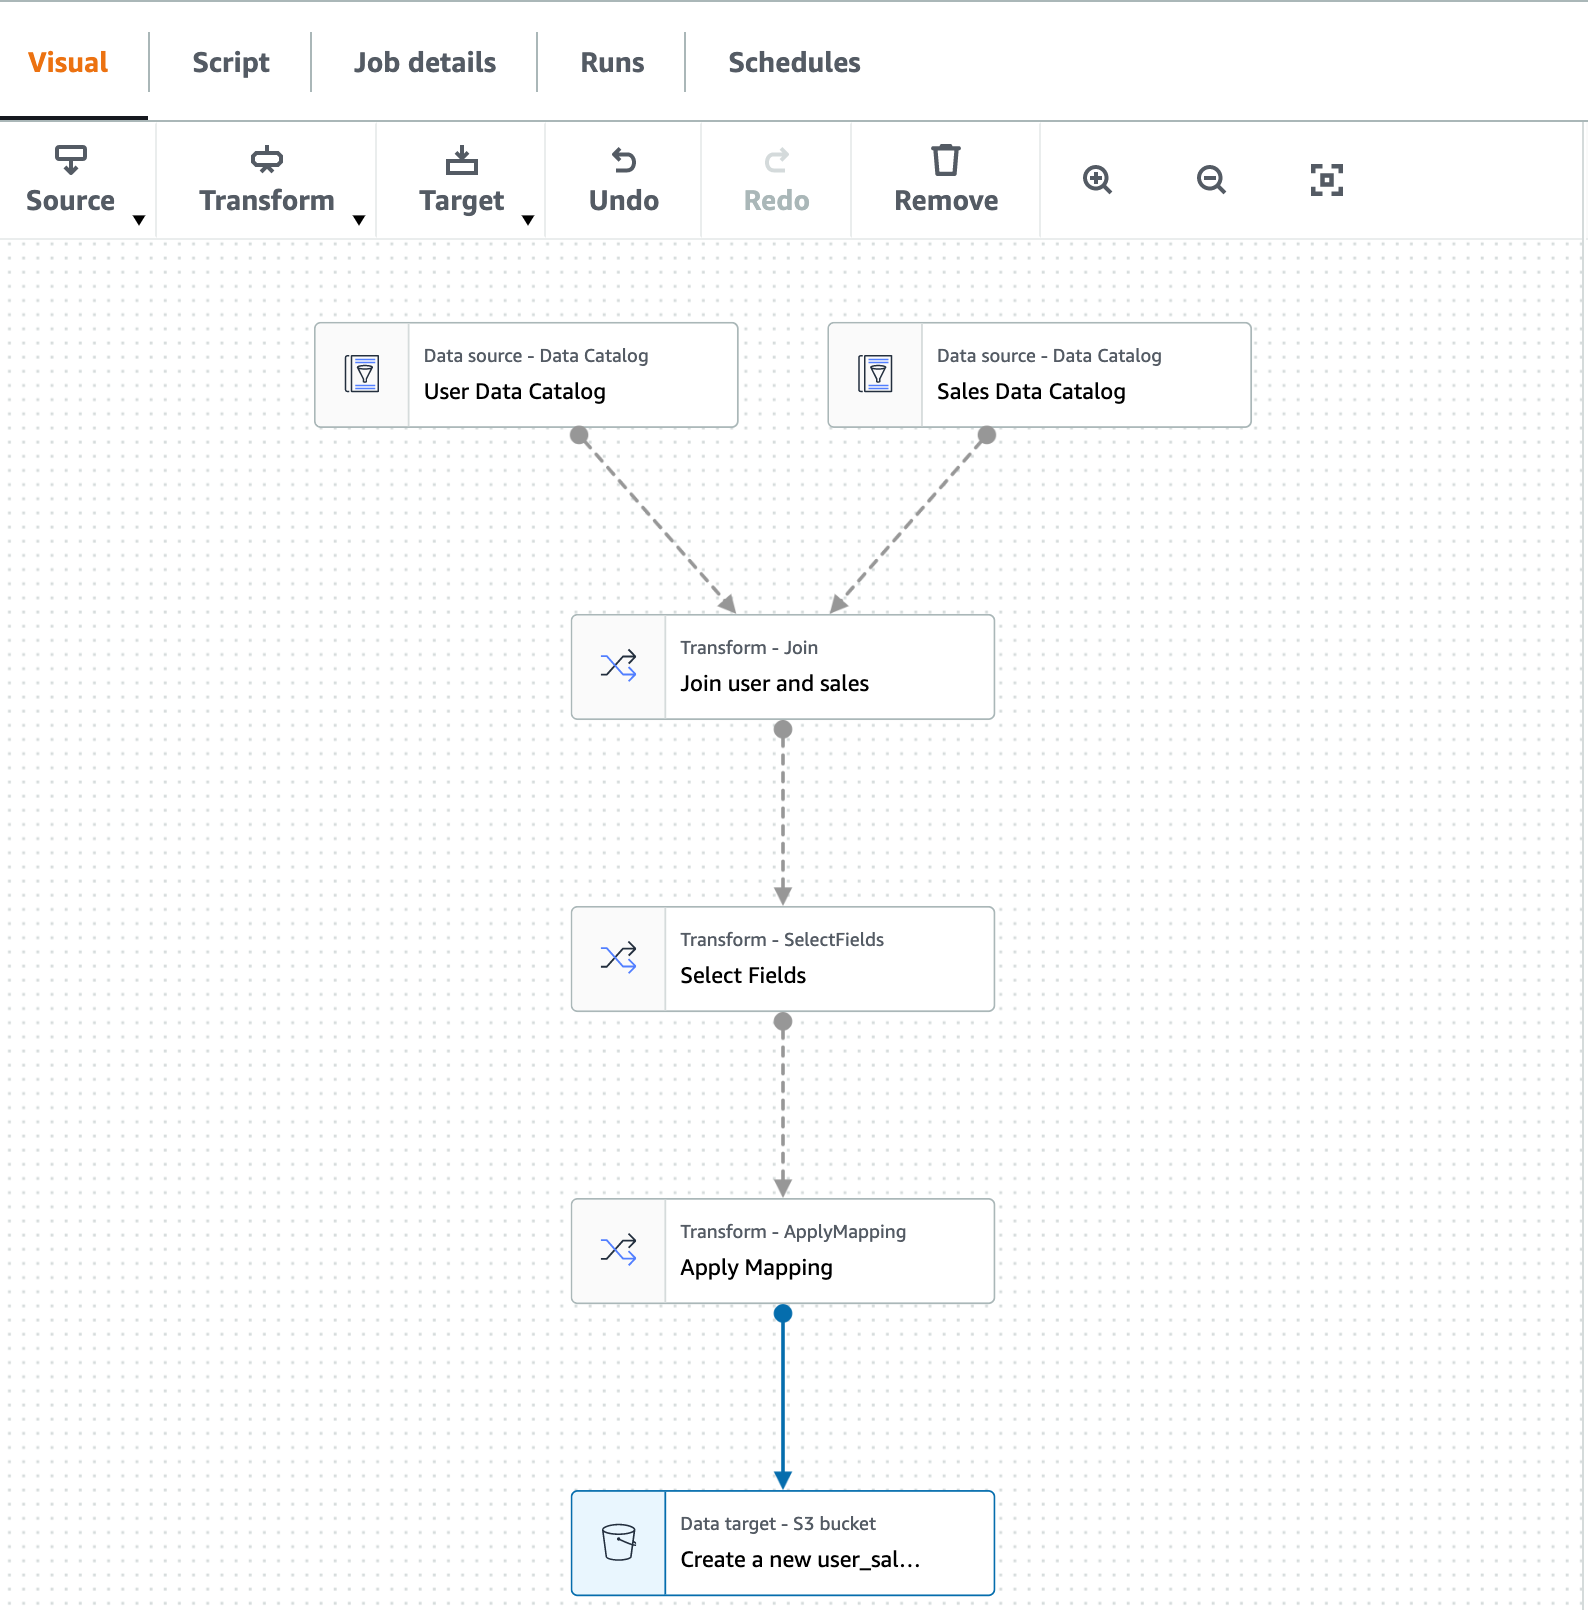 Visual
Script
Job details
Runs
Schedules
Source
Transform
Target
Undo
Redo
Remove
Data source - Data Catalog
User Data Catalog
Data source - Data Catalog
Sales Data Catalog
Transform - Join
Join user and sales
Transform - SelectFields
Select Fields
Transform - ApplyMapping
Apply Mapping
Data target - S3 bucket
Create a new user_sal...